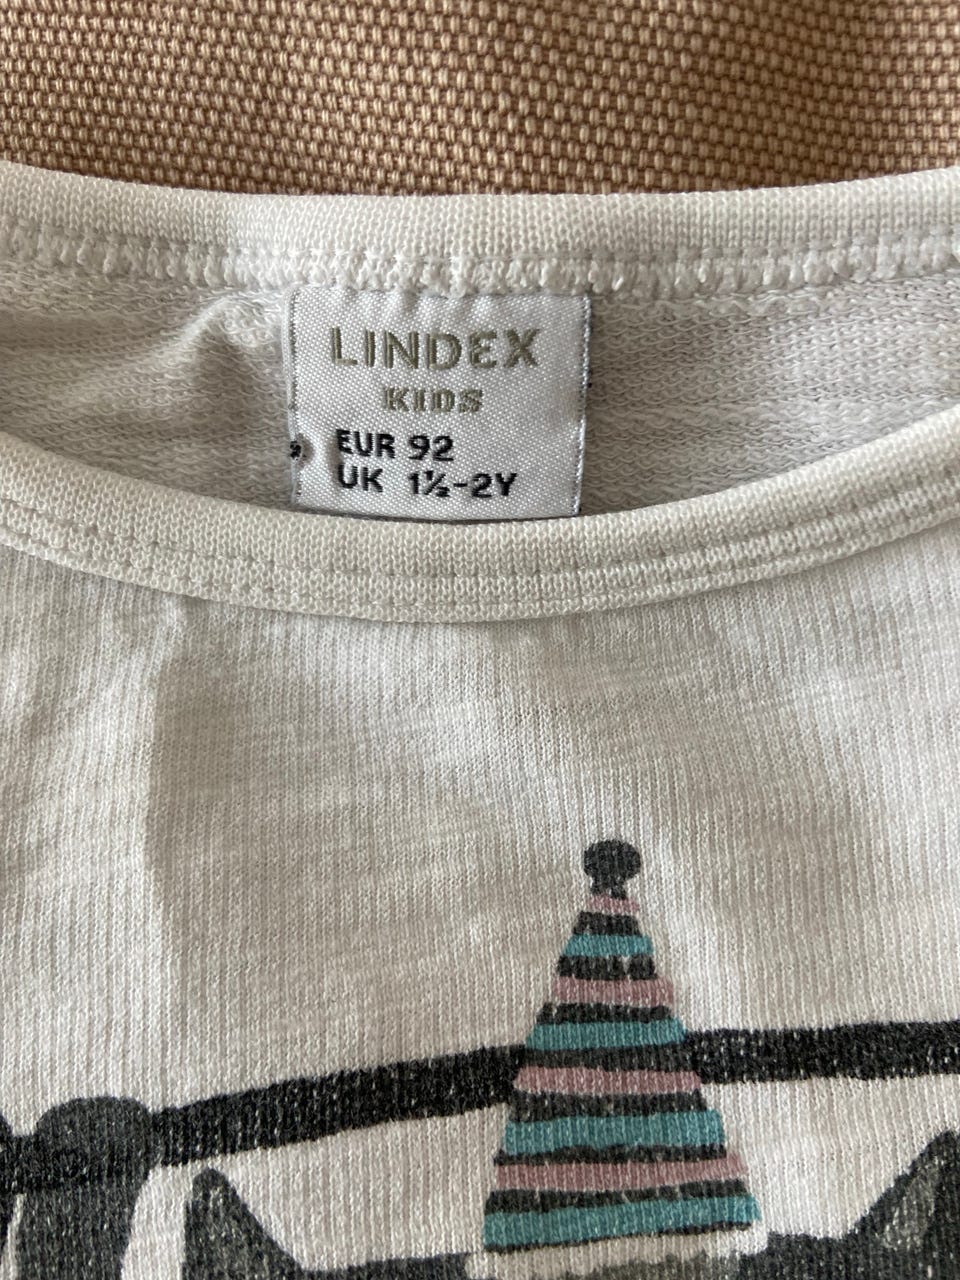 LINDEX
KIDS
EUR 92
UK 1½-2Y